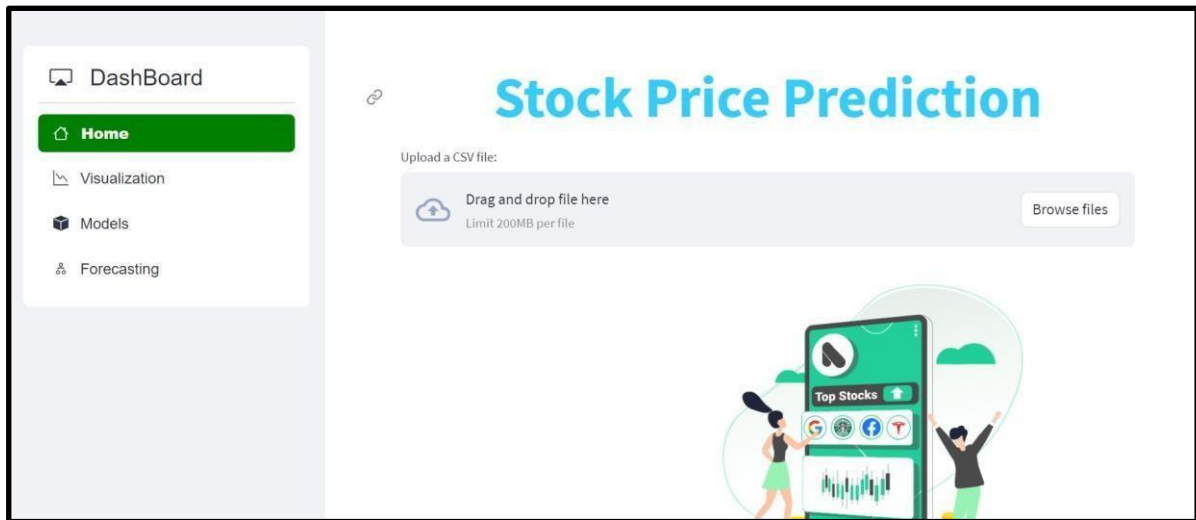 DashBoard
Home
Visualization
Models
Forecasting
Stock Price Prediction
Upload a CSV file:
Drag and drop file here
Limit 200MB per file
Browse files
Top Stocks